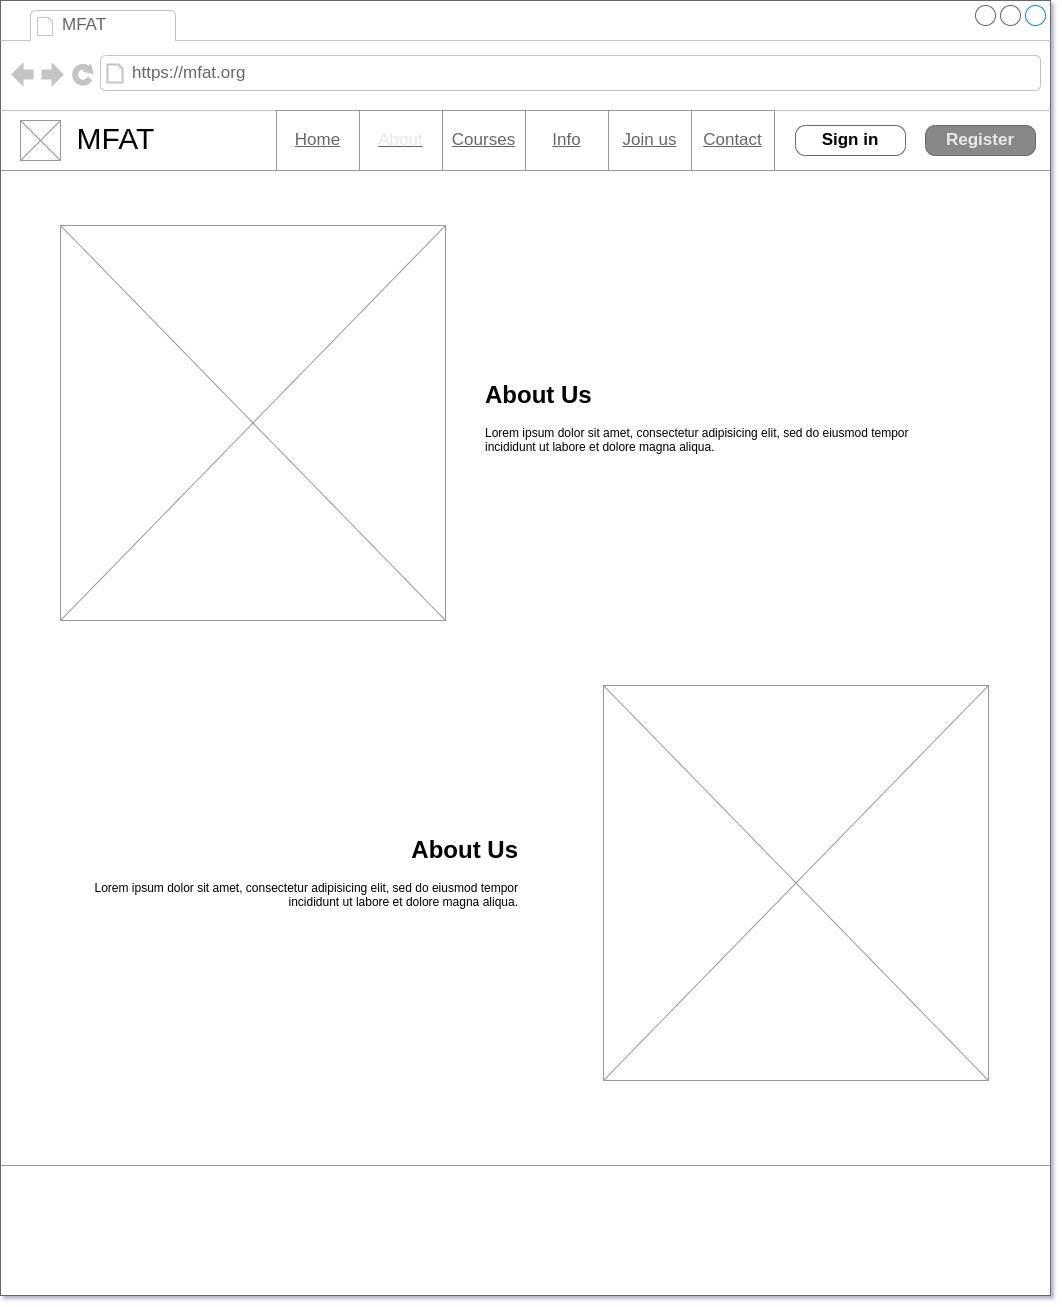 MFAT
https://mfat.org
MFAT
Home
About
Courses
Info
Join us
Contact
Sign in
Register
About Us
Lorem ipsum dolor sit amet, consectetur adipisicing elit, sed do eiusmod tempor
incididunt ut labore et dolore magna aliqua.
About Us
Lorem ipsum dolor sit amet, consectetur adipisicing elit, sed do eiusmod tempor
incididunt ut labore et dolore magna aliqua.